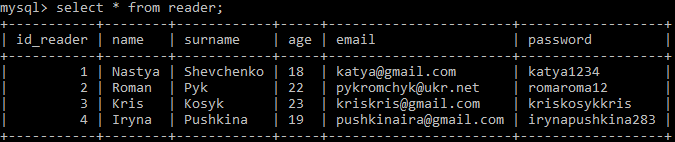 mysql> select * from reader;
+-----------+--------+------------+-----+----------------------+-----------------+
| id_reader | name | surname | age | email | password |
+-----------+--------+------------+-----+----------------------+-----------------+
| 1 | Nastya | Shevchenko | 18 | katya@gmail.com | katya1234 |
| 2 | Roman | Pyk | 22 | pykromchyk@ukr.net | romaroma12 |
| 3 | Kris | Kosyk | 23 | kriskris@gmail.com | kriskosykkris |
| 4 | Iryna | Pushkina | 19 | pushkinaira@gmail.com | irynapushkina283 |
+-----------+--------+------------+-----+----------------------+-----------------+